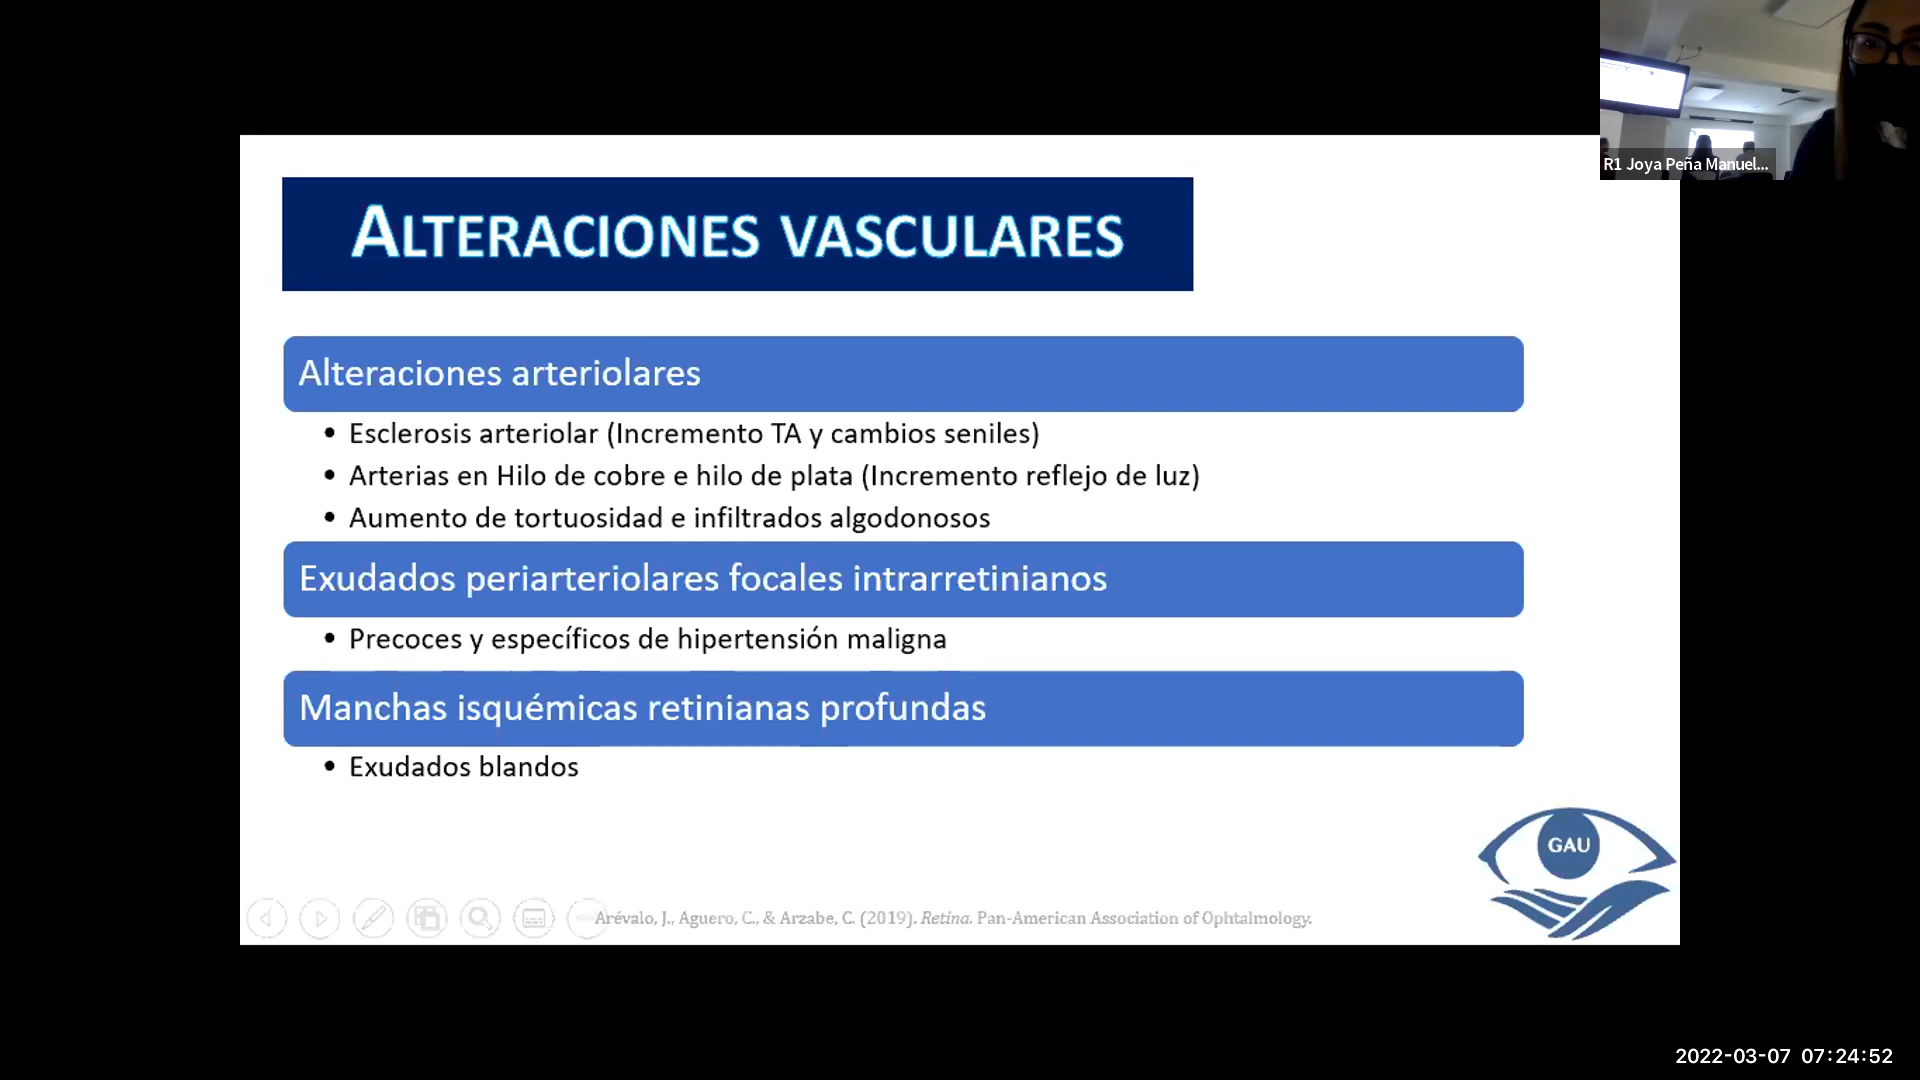 R1 Joya Peña Manuel...
ALTERACIONES VASCULARES
Alteraciones arteriolares
• Esclerosis arteriolar (Incremento TA y cambios seniles)
• Arterias en Hilo de cobre e hilo de plata (Incremento reflejo de luz)
• Aumento de tortuosidad e infiltrados algodonosos
Exudados periarteriolares focales intrarretinianos
• Precoces y específicos de hipertensión maligna
Manchas isquémicas retinianas profundas
• Exudados blandos
GAU
Arévalo, J., Aguero, C., & Arzabe, C. (2019). Retina. Pan-American Association of Ophtalmology.
2022-03-07 07:24:52